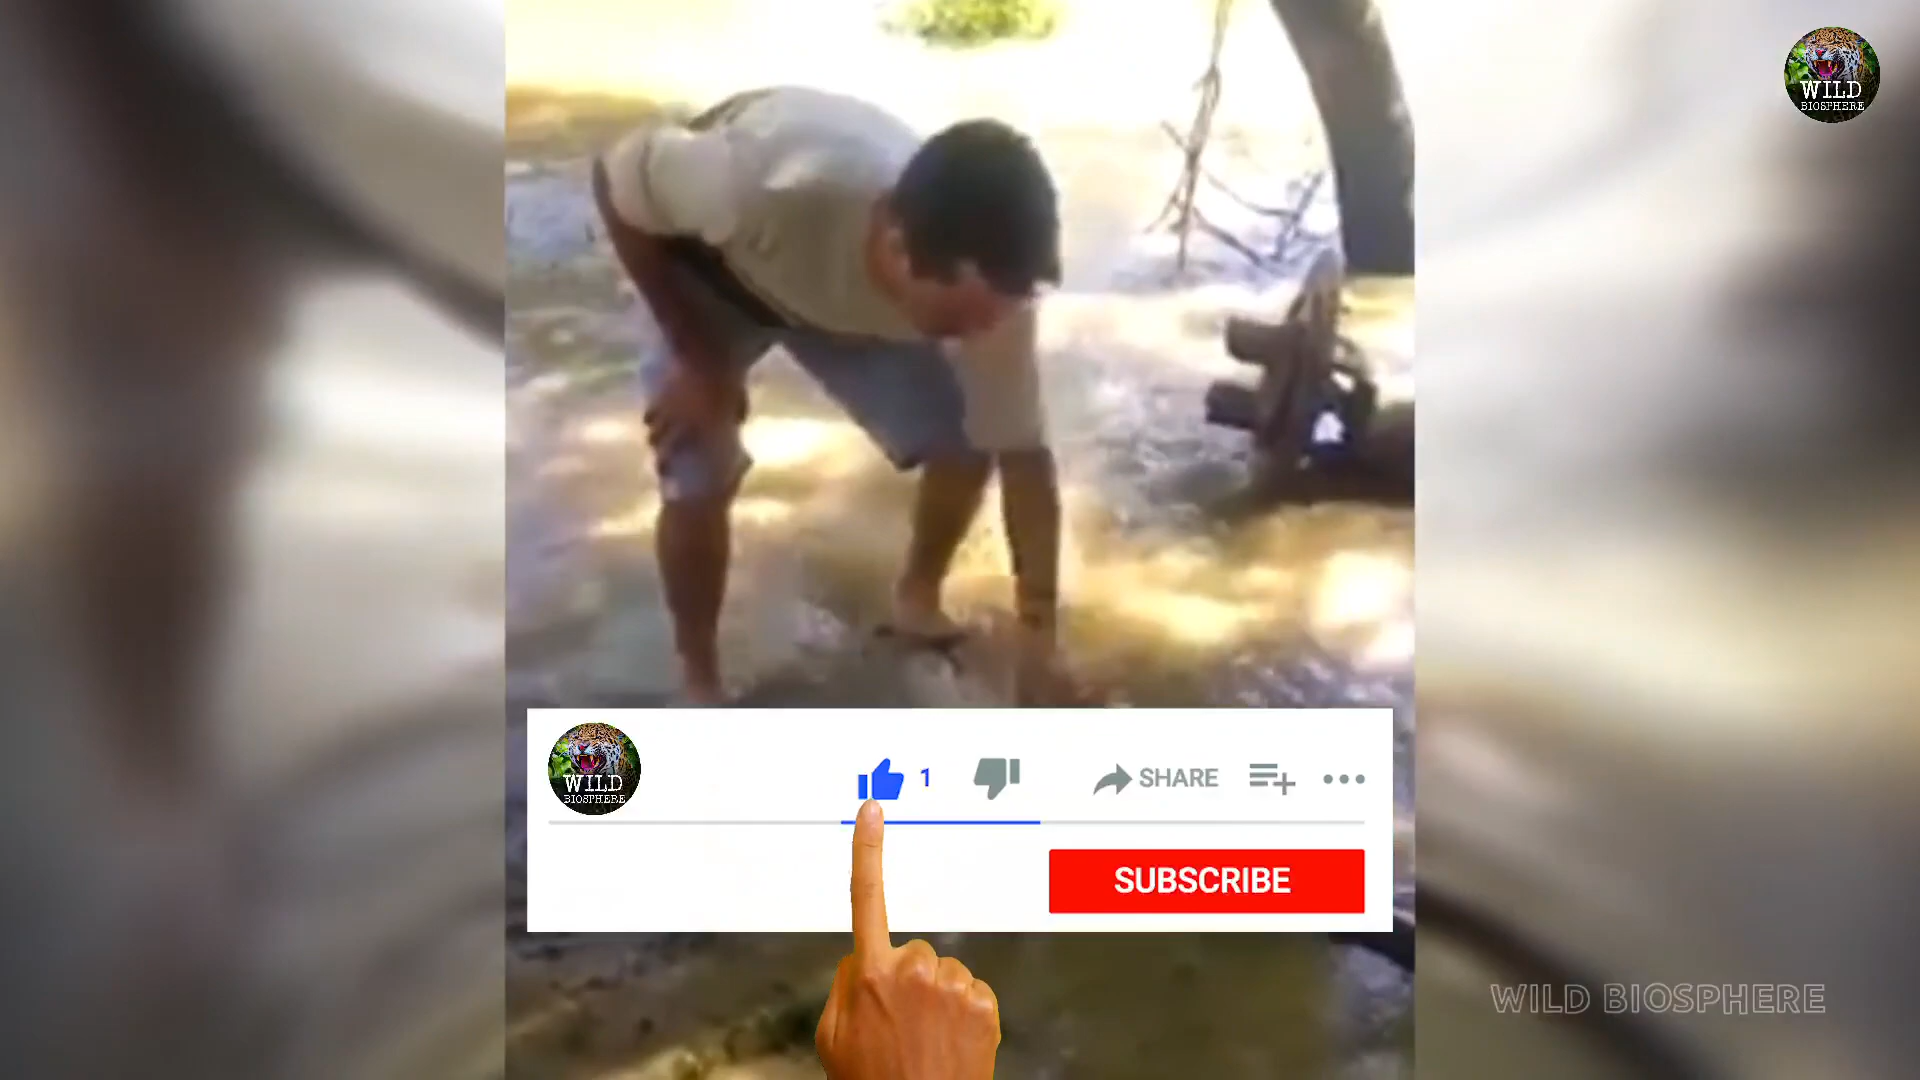 WILD
BIOSPHERE
WILD
BIOSPHERE
1
SHARE
SUBSCRIBE
WILD BIOSPHERE